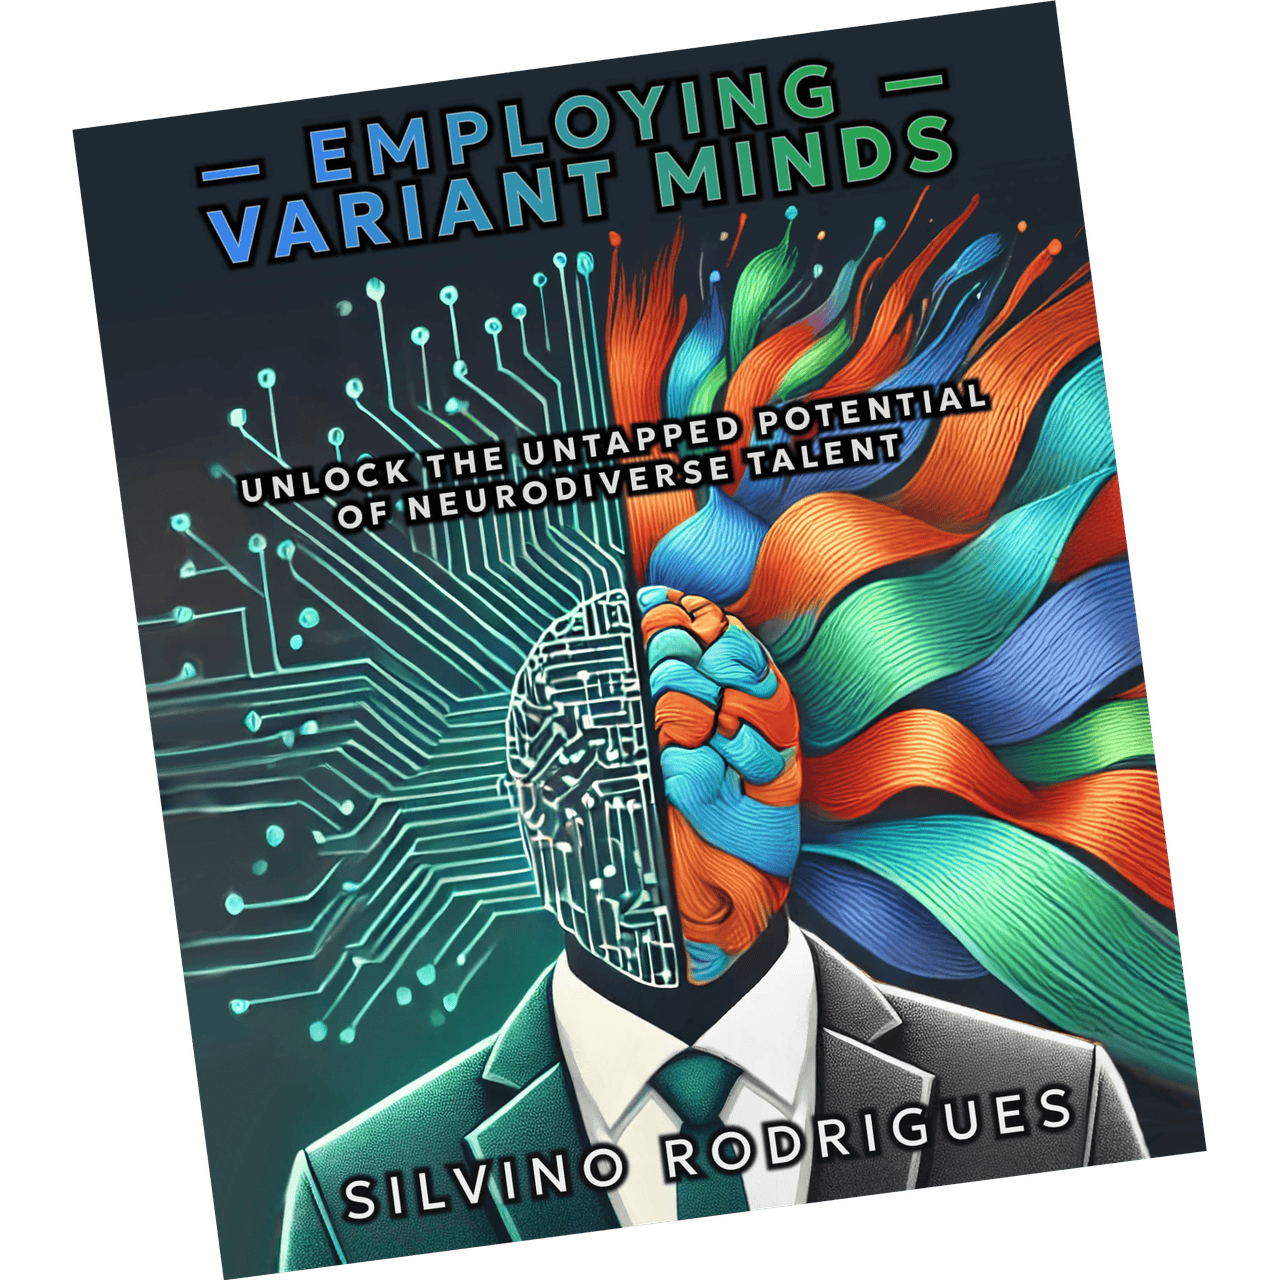 — EMPLOYING —
VARIANT MINDS
UNLOCK THE UNTAPPED POTENTIAL
OF NEURODIVERSE TALENT
SILVINO RODRIGUES